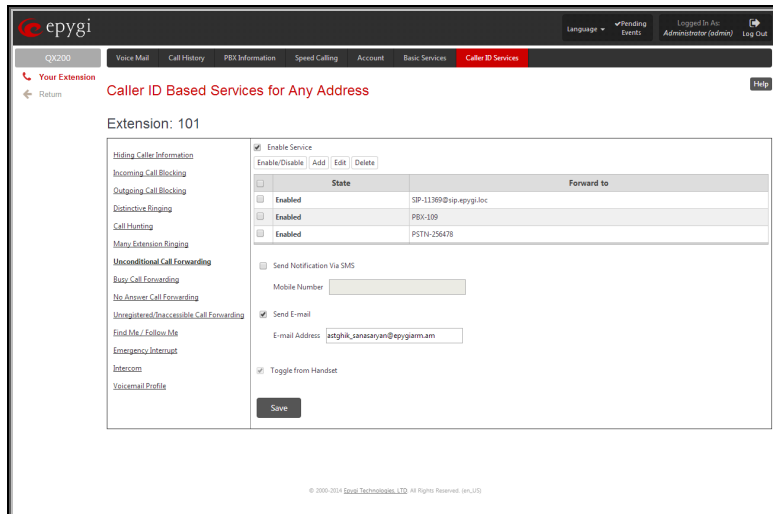 epygi
Language
Pending Events
Logged In As:
Administrator (admin)
Log Out
QX200
Voice Mail Call History PBX Information Speed Calling Account Basic Services Caller ID Services
Your Extension
Return
Caller ID Based Services for Any Address
Help
Extension: 101
Hiding Caller Information
Incoming Call Blocking
Outgoing Call Blocking
Distinctive Ringing
Call Hunting
Many Extension Ringing
Unconditional Call Forwarding
Busy Call Forwarding
No Answer Call Forwarding
Unregistered/Inaccessible Call Forwarding
Find Me / Follow Me
Emergency Interrupt
Intercom
Voicemail Profile
Enable Service
Enable/Disable Add Edit Delete
State Forward to
Enabled SIP-11369@sip.epygi.loc
Enabled PBX-109
Enabled PSTN-256478
Send Notification Via SMS
Mobile Number
Send E-mail
E-mail Address astghik_sanasaryan@epygiarm.am
Toggle from Handset
Save
© 2000-2014 Epygi Technologies, LTD. All Rights Reserved. (en_US)